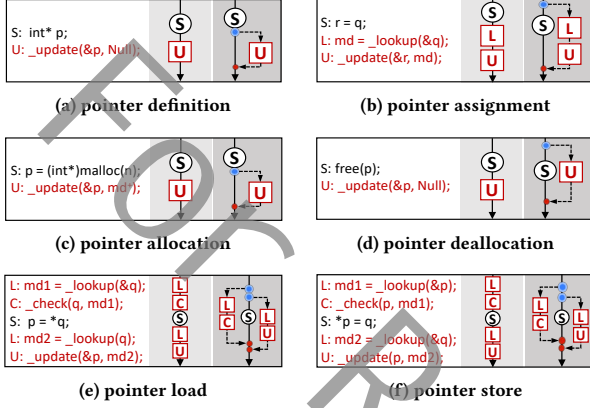 S: int* p;
U: _update(&p, Null);
S
U
S
U
(a) pointer definition
S: r = q;
L: md = _lookup(&q);
U: _update(&r, md);
S
L
U
S
L
U
(b) pointer assignment
S: p = (int*)malloc(n);
U: _update(&p, md*);
S
U
S
U
(c) pointer allocation
S: free(p);
U: _update(&p, Null);
S
U
S
U
(d) pointer deallocation
L: md1 = _lookup(&q);
C: _check(q, md1);
S: p = *q;
L: md2 = _lookup(q);
U: _update(&p, md2);
L
C
S
L
U
L
C
S
L
U
(e) pointer load
L: md1 = _lookup(&p);
C: _check(p, md1);
S: *p = q;
L: md2 = _lookup(&q);
U: _update(p, md2);
L
C
S
L
U
L
C
S
L
U
(f) pointer store
For R